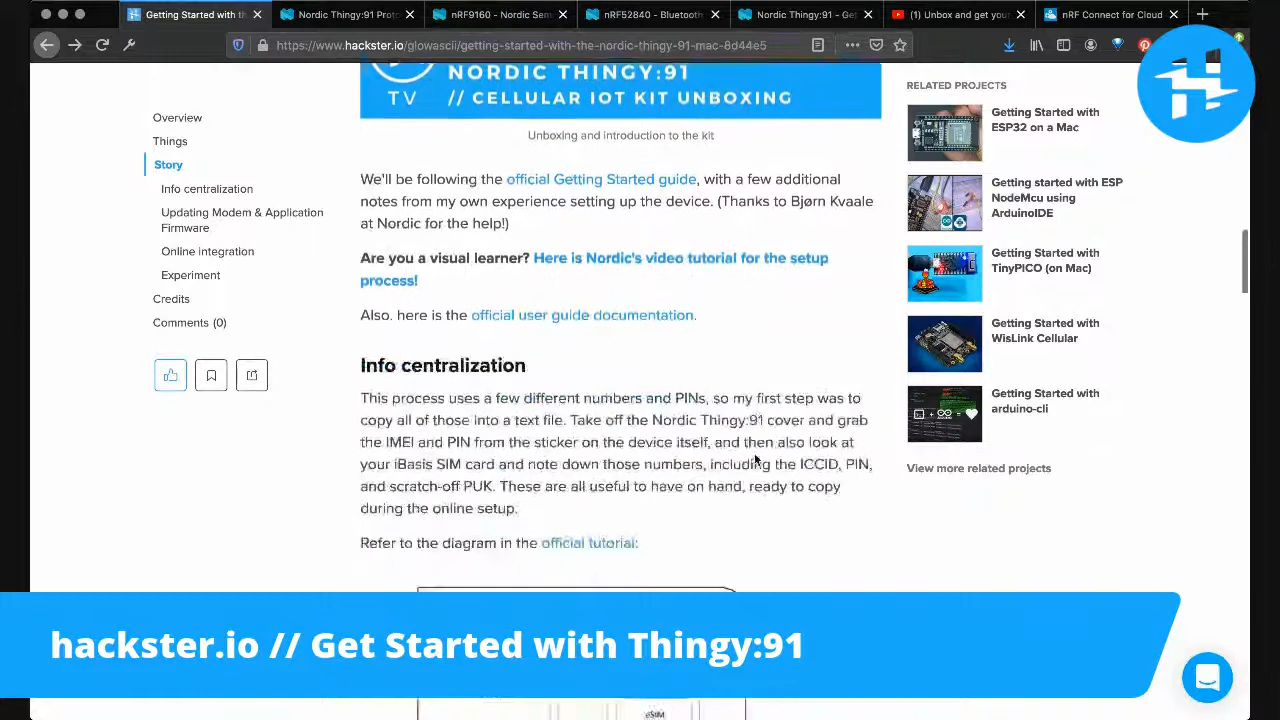 Getting Started with th
Nordic Thingy:91 Proto
nRF9160 - Nordic Sem
nRF52840 - Bluetooth
Nordic Thingy:91 – Get
(1) Unbox and get your
nRF Connect for Cloud
https://www.hackster.io/glowascii/getting-started-with-the-nordic-thingy-91-mac-8d44e5
NORDIC THINGY:91
TV // CELLULAR IOT KIT UNBOXING
Unboxing and introduction to the kit
Overview
Things
Story
Info centralization
Updating Modem & Application
Firmware
Online integration
Experiment
Credits
Comments (0)
We'll be following the official Getting Started guide, with a few additional
notes from my own experience setting up the device. (Thanks to Bjørn Kvaale
at Nordic for the help!)
Are you a visual learner? Here is Nordic's video tutorial for the setup
process!
Also, here is the official user guide documentation.
Info centralization
This process uses a few different numbers and PINs, so my first step was to
copy all of those into a text file. Take off the Nordic Thingy:91 cover and grab
the IMEI and PIN from the sticker on the device itself, and then also look at
your iBasis SIM card and note down those numbers, including the ICCID, PIN,
and scratch-off PUK. These are all useful to have on hand, ready to copy
during the online setup.
Refer to the diagram in the official tutorial:
RELATED PROJECTS
Getting Started with
ESP32 on a Mac
Getting started with ESP
NodeMcu using
ArduinoIDE
Getting Started with
TinyPICO (on Mac)
Getting Started with
WisLink Cellular
Getting Started with
arduino-cli
View more related projects
hackster.io // Get Started with Thingy:91
eSIM